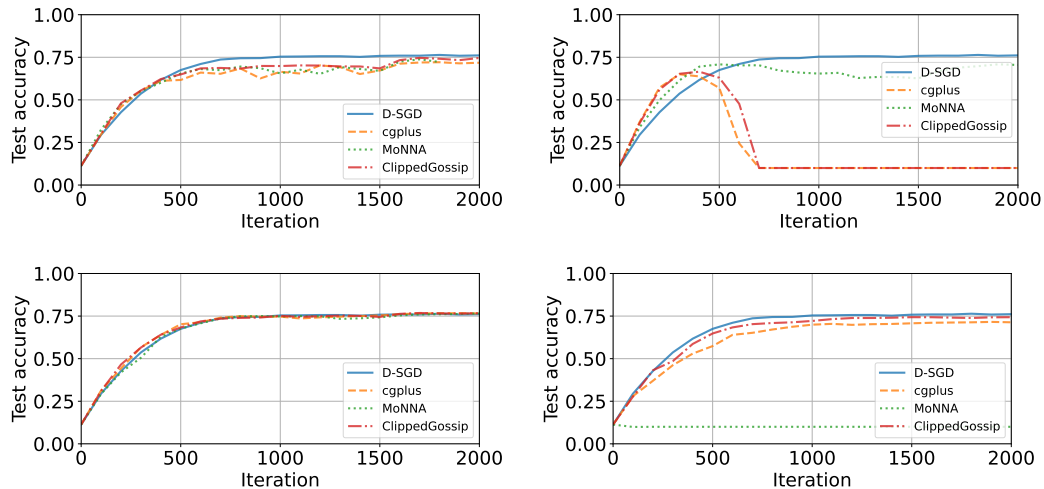 1.00
0.75
0.50
0.25
0.00
Test accuracy
D-SGD
cgplus
MoNNA
ClippedGossip
0 500 1000 1500 2000
Iteration
1.00
0.75
0.50
0.25
0.00
Test accuracy
D-SGD
cgplus
MoNNA
ClippedGossip
0 500 1000 1500 2000
Iteration
1.00
0.75
0.50
0.25
0.00
Test accuracy
D-SGD
cgplus
MoNNA
ClippedGossip
0 500 1000 1500 2000
Iteration
1.00
0.75
0.50
0.25
0.00
Test accuracy
D-SGD
cgplus
MoNNA
ClippedGossip
0 500 1000 1500 2000
Iteration